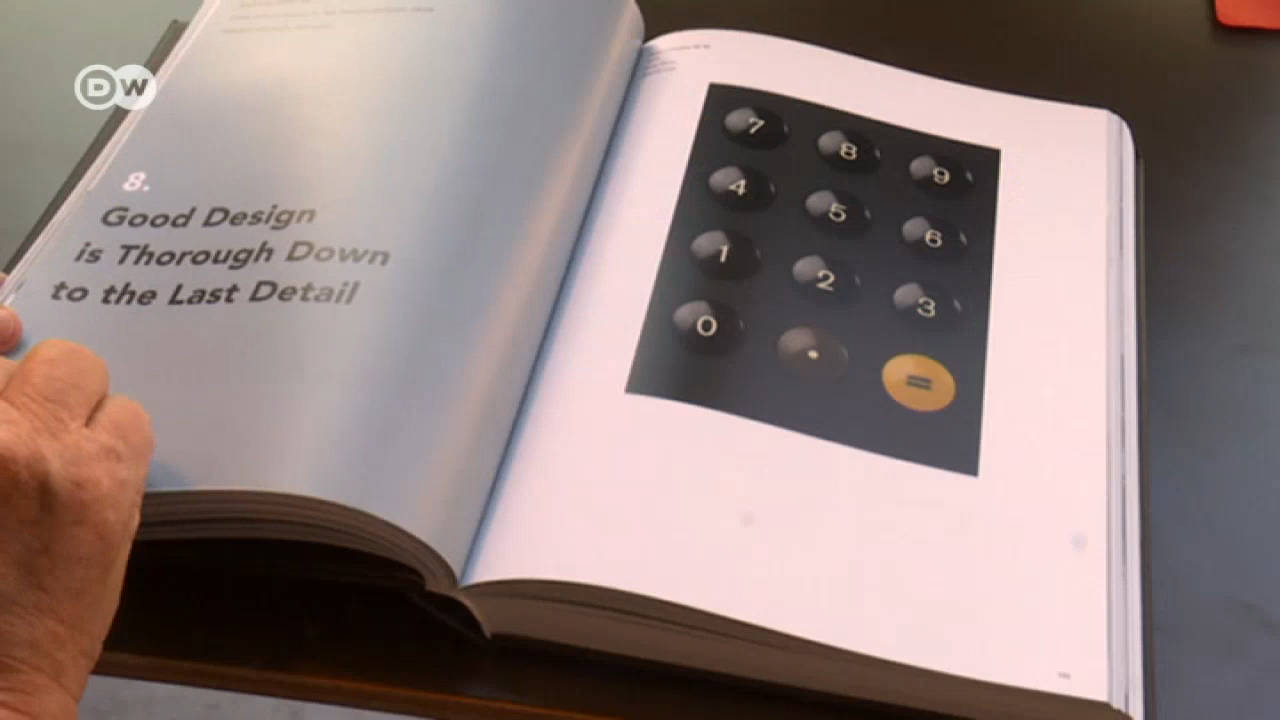 DW
8.
Good Design
is Thorough Down
to the Last Detail
7 8 9
4 5 6
1 2 3
0 . =